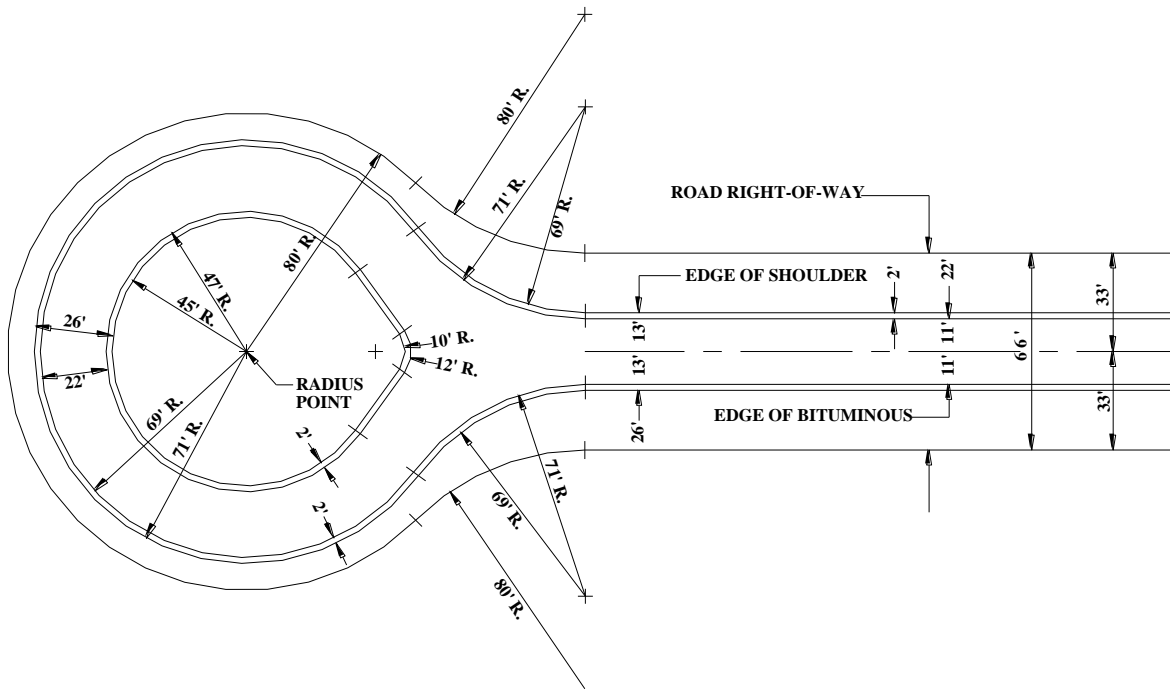 80' R.
71' R.
69' R.
ROAD RIGHT-OF-WAY
EDGE OF SHOULDER
2'
22'
33'
80' R.
47' R.
45' R.
26'
22'
10' R.
12' R.
13'
13'
11'
11'
6'6 '
33'
RADIUS
POINT
EDGE OF BITUMINOUS
26'
69' R.
71' R.
2'
2'
71' R.
69' R.
80' R.